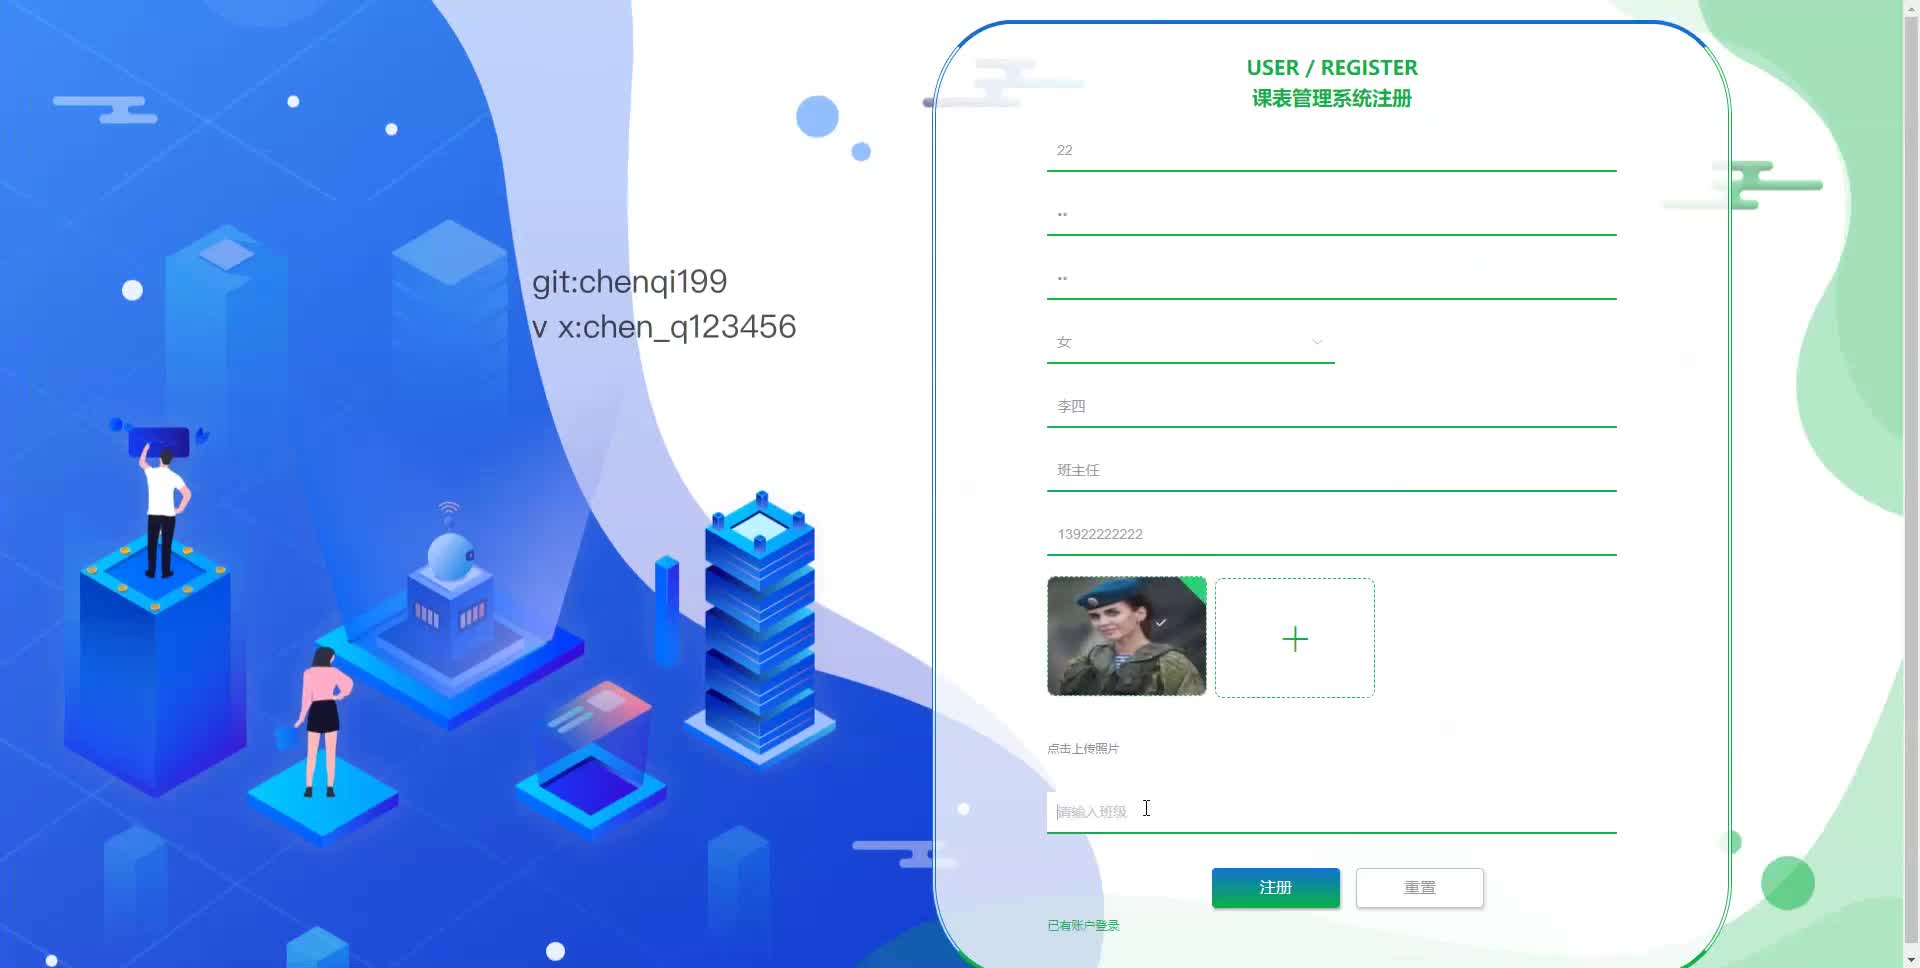 USER / REGISTER
课表管理系统注册
22
••
••
女
李四
班主任
13922222222
点击上传照片
请输入班级
注册
重置
已有账户登录
git:chenqi199
v x:chen_q123456